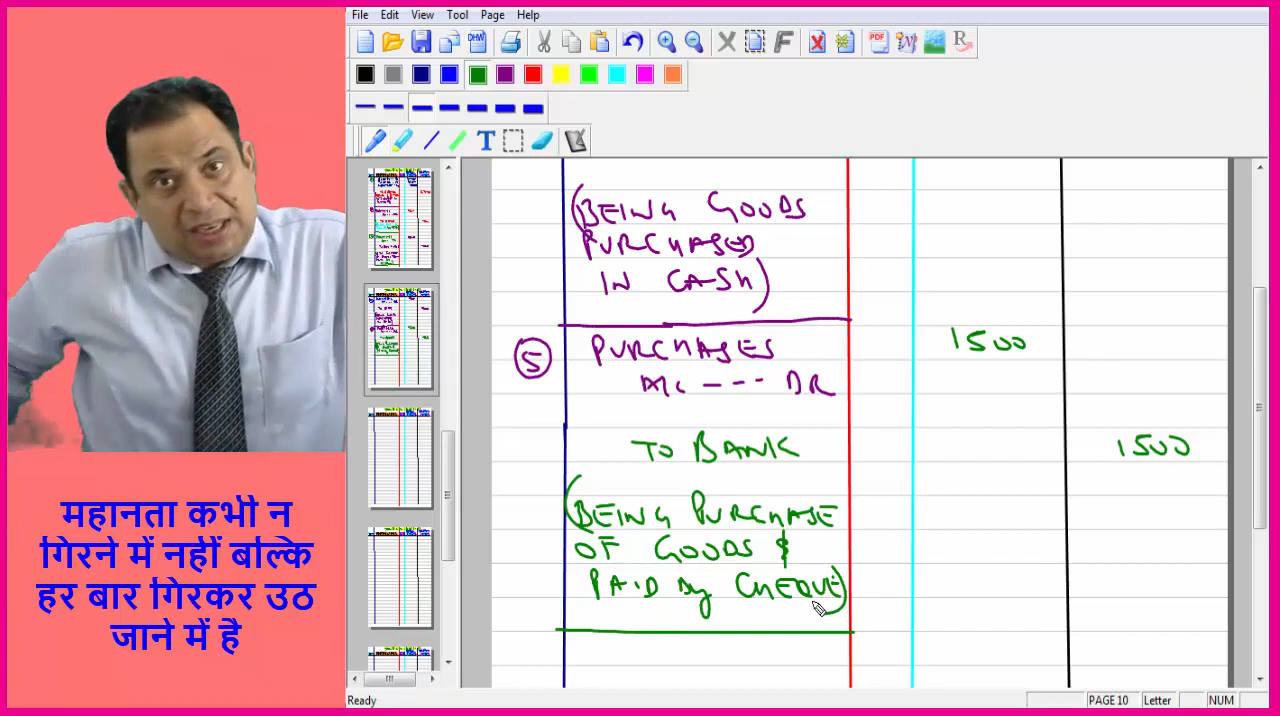 File Edit View Tool Page Help
(BEING GOODS
PURCHASED
IN CASH)
5 PURCHASES 1500
A/c --- DR
TO BANK 1500
(BEING PURCHASE
OF GOODS &
PAID By CHEQUE)
महानता कभी न
गिरने में नहीं बल्कि
हर बार गिरकर उठ
जाने में है
Ready PAGE 10 Letter NUM